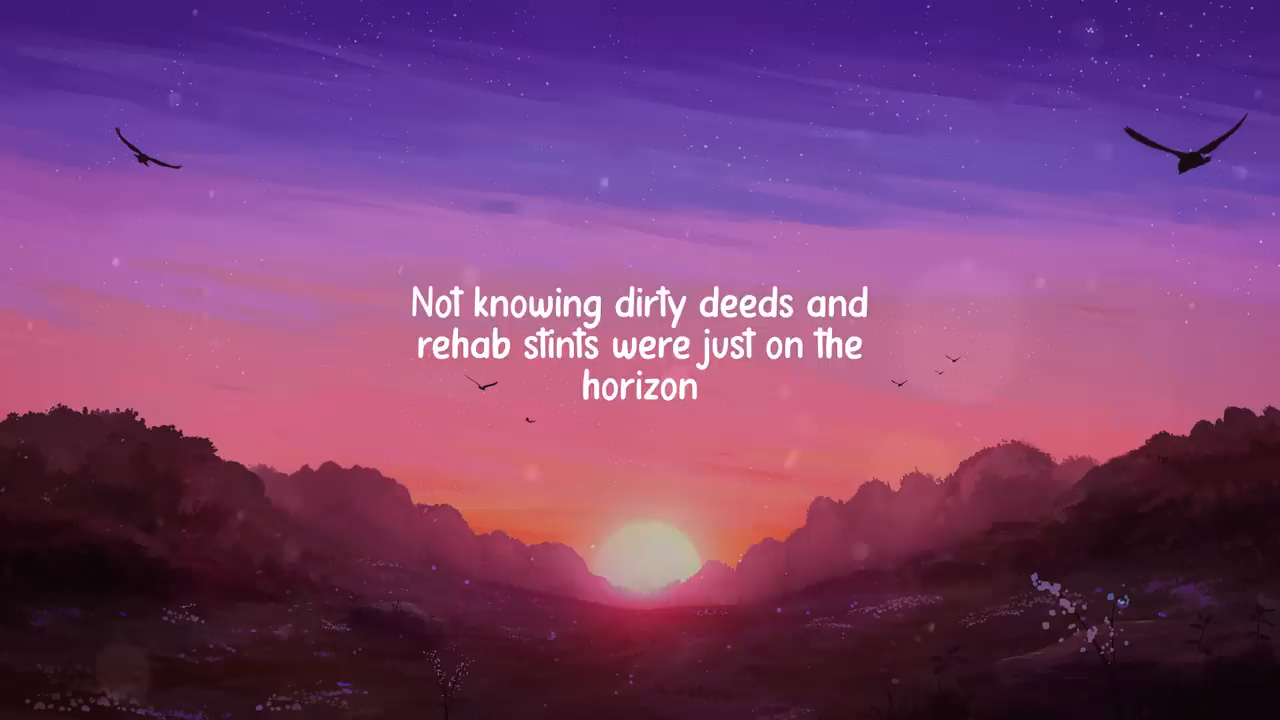 Not knowing dirty deeds and
rehab stints were just on the
horizon